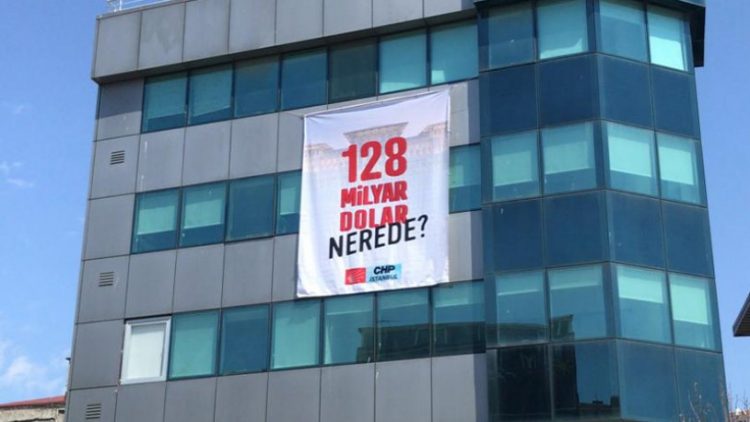 128
MİLYAR
DOLAR
NEREDE?
CHP
İSTANBUL